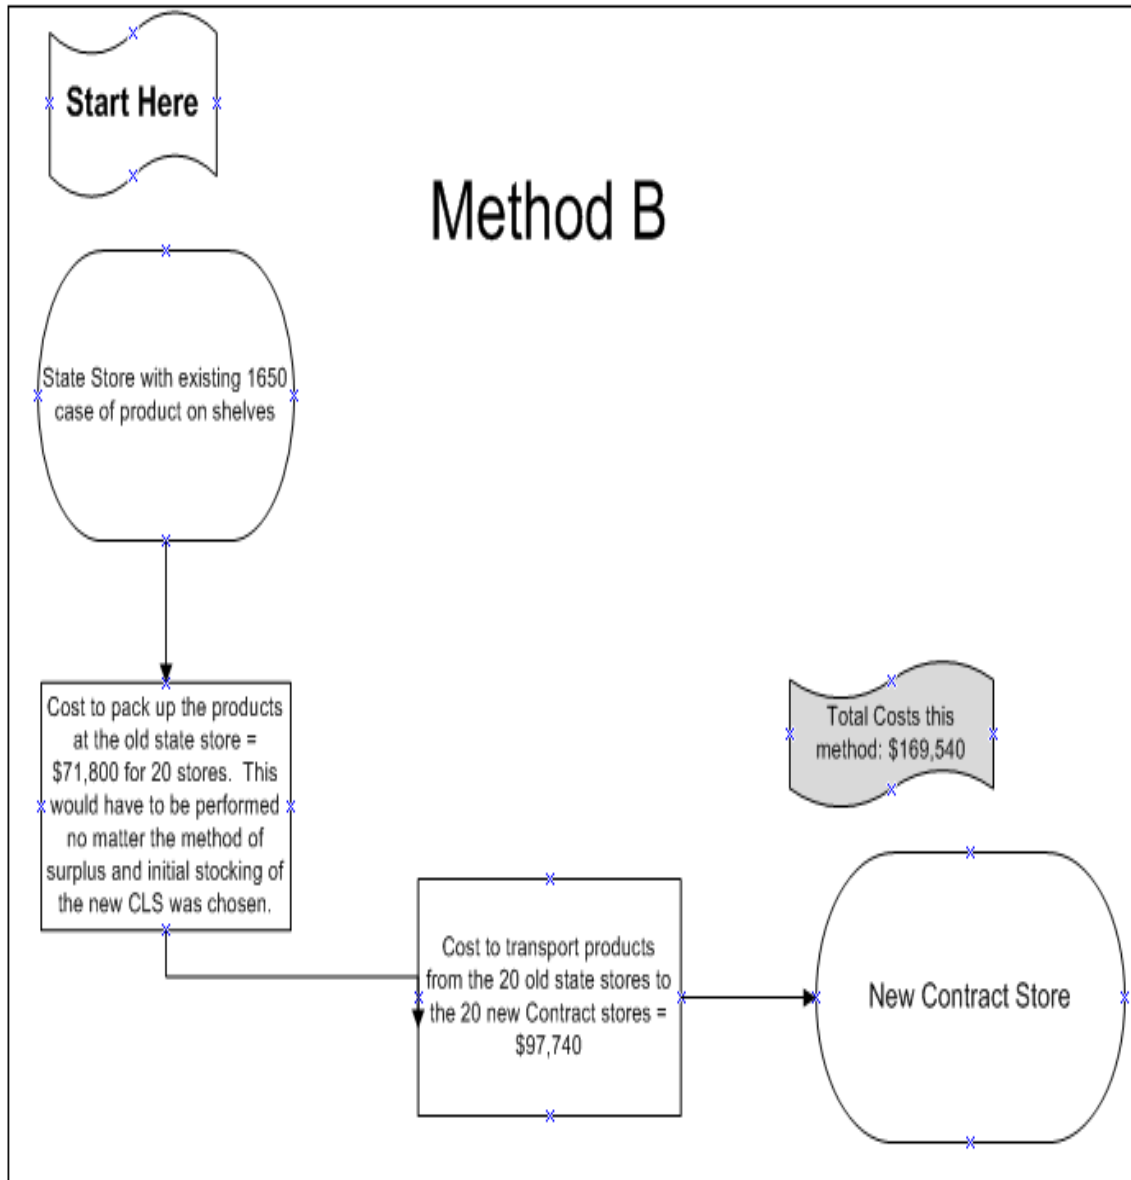 Start Here
Method B
State Store with existing 1650
case of product on shelves
Cost to pack up the products
at the old state store =
$71,800 for 20 stores.  This
would have to be performed
no matter the method of
surplus and initial stocking of
the new CLS was chosen.
Total Costs this
method: $169,540
Cost to transport products
from the 20 old state stores to
the 20 new Contract stores =
$97,740
New Contract Store